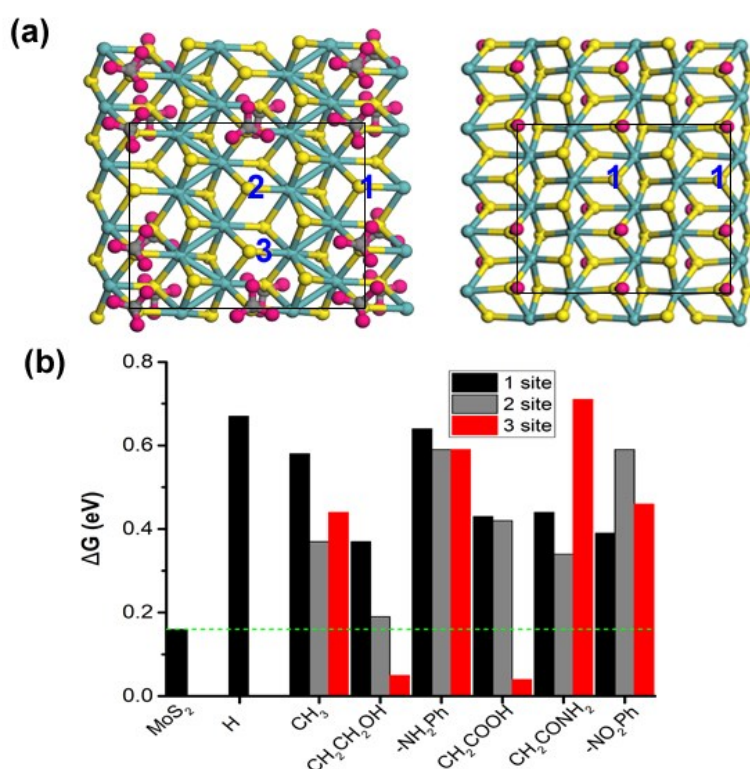 (a)
2 1 1 1
3
(b)
0.8
1 site
2 site
3 site
0.6
0.4
0.2
0.0
ΔG (eV)
MoS₂
H
CH₃
CH₂CH₂OH
-NH₂Ph
CH₂COOH
CH₂CONH₂
-NO₂Ph